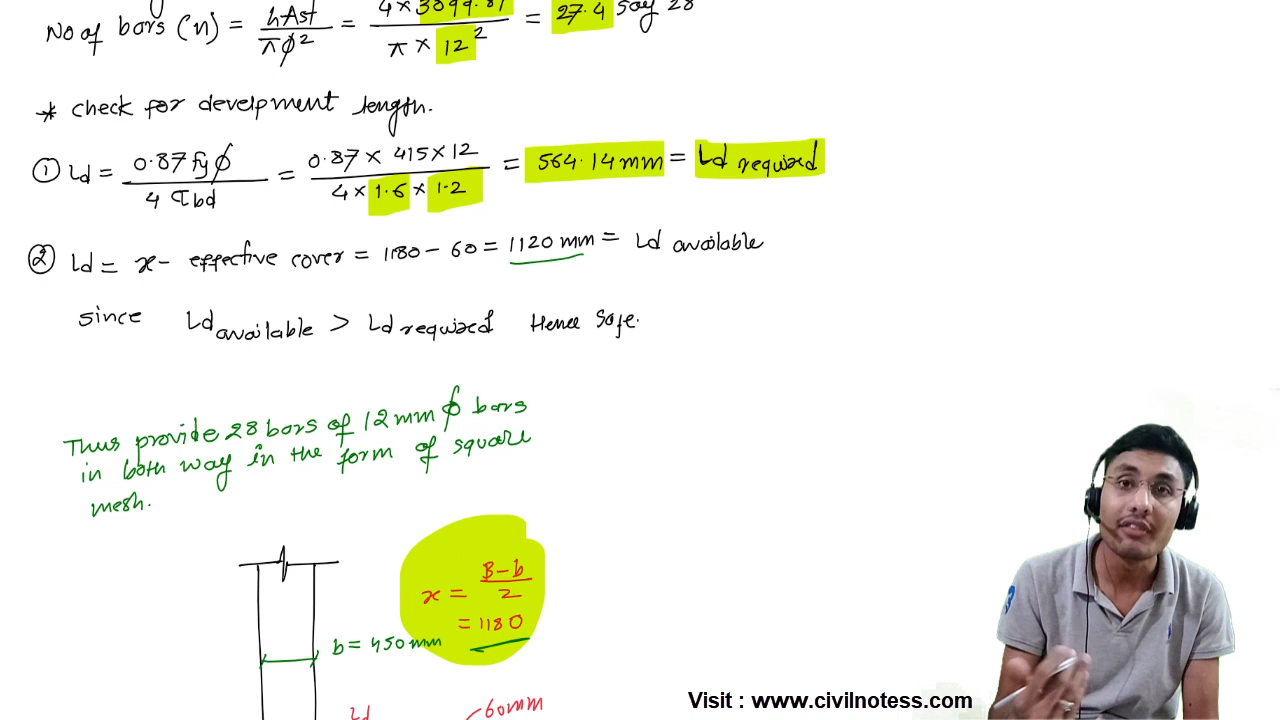 No of bars (n) = 4Ast / πϕ² = 4 × 3099.87 / π × 12² = 27.4 say 28
* check for develpment length.
① Ld = 0.87 fy ϕ / 4 τbd = 0.87 × 415 × 12 / 4 × 1.6 × 1.2 = 564.14 mm = Ld required
② Ld = x - effective cover = 1180 - 60 = 1120 mm = Ld available
since Ld available > Ld required Hence safe.
Thus provide 28 bars of 12 mm ϕ bars
in both way in the form of square
mesh.
x = B-b / 2
= 1180
b = 450 mm
Ld
60mm
Visit : www.civilnotess.com